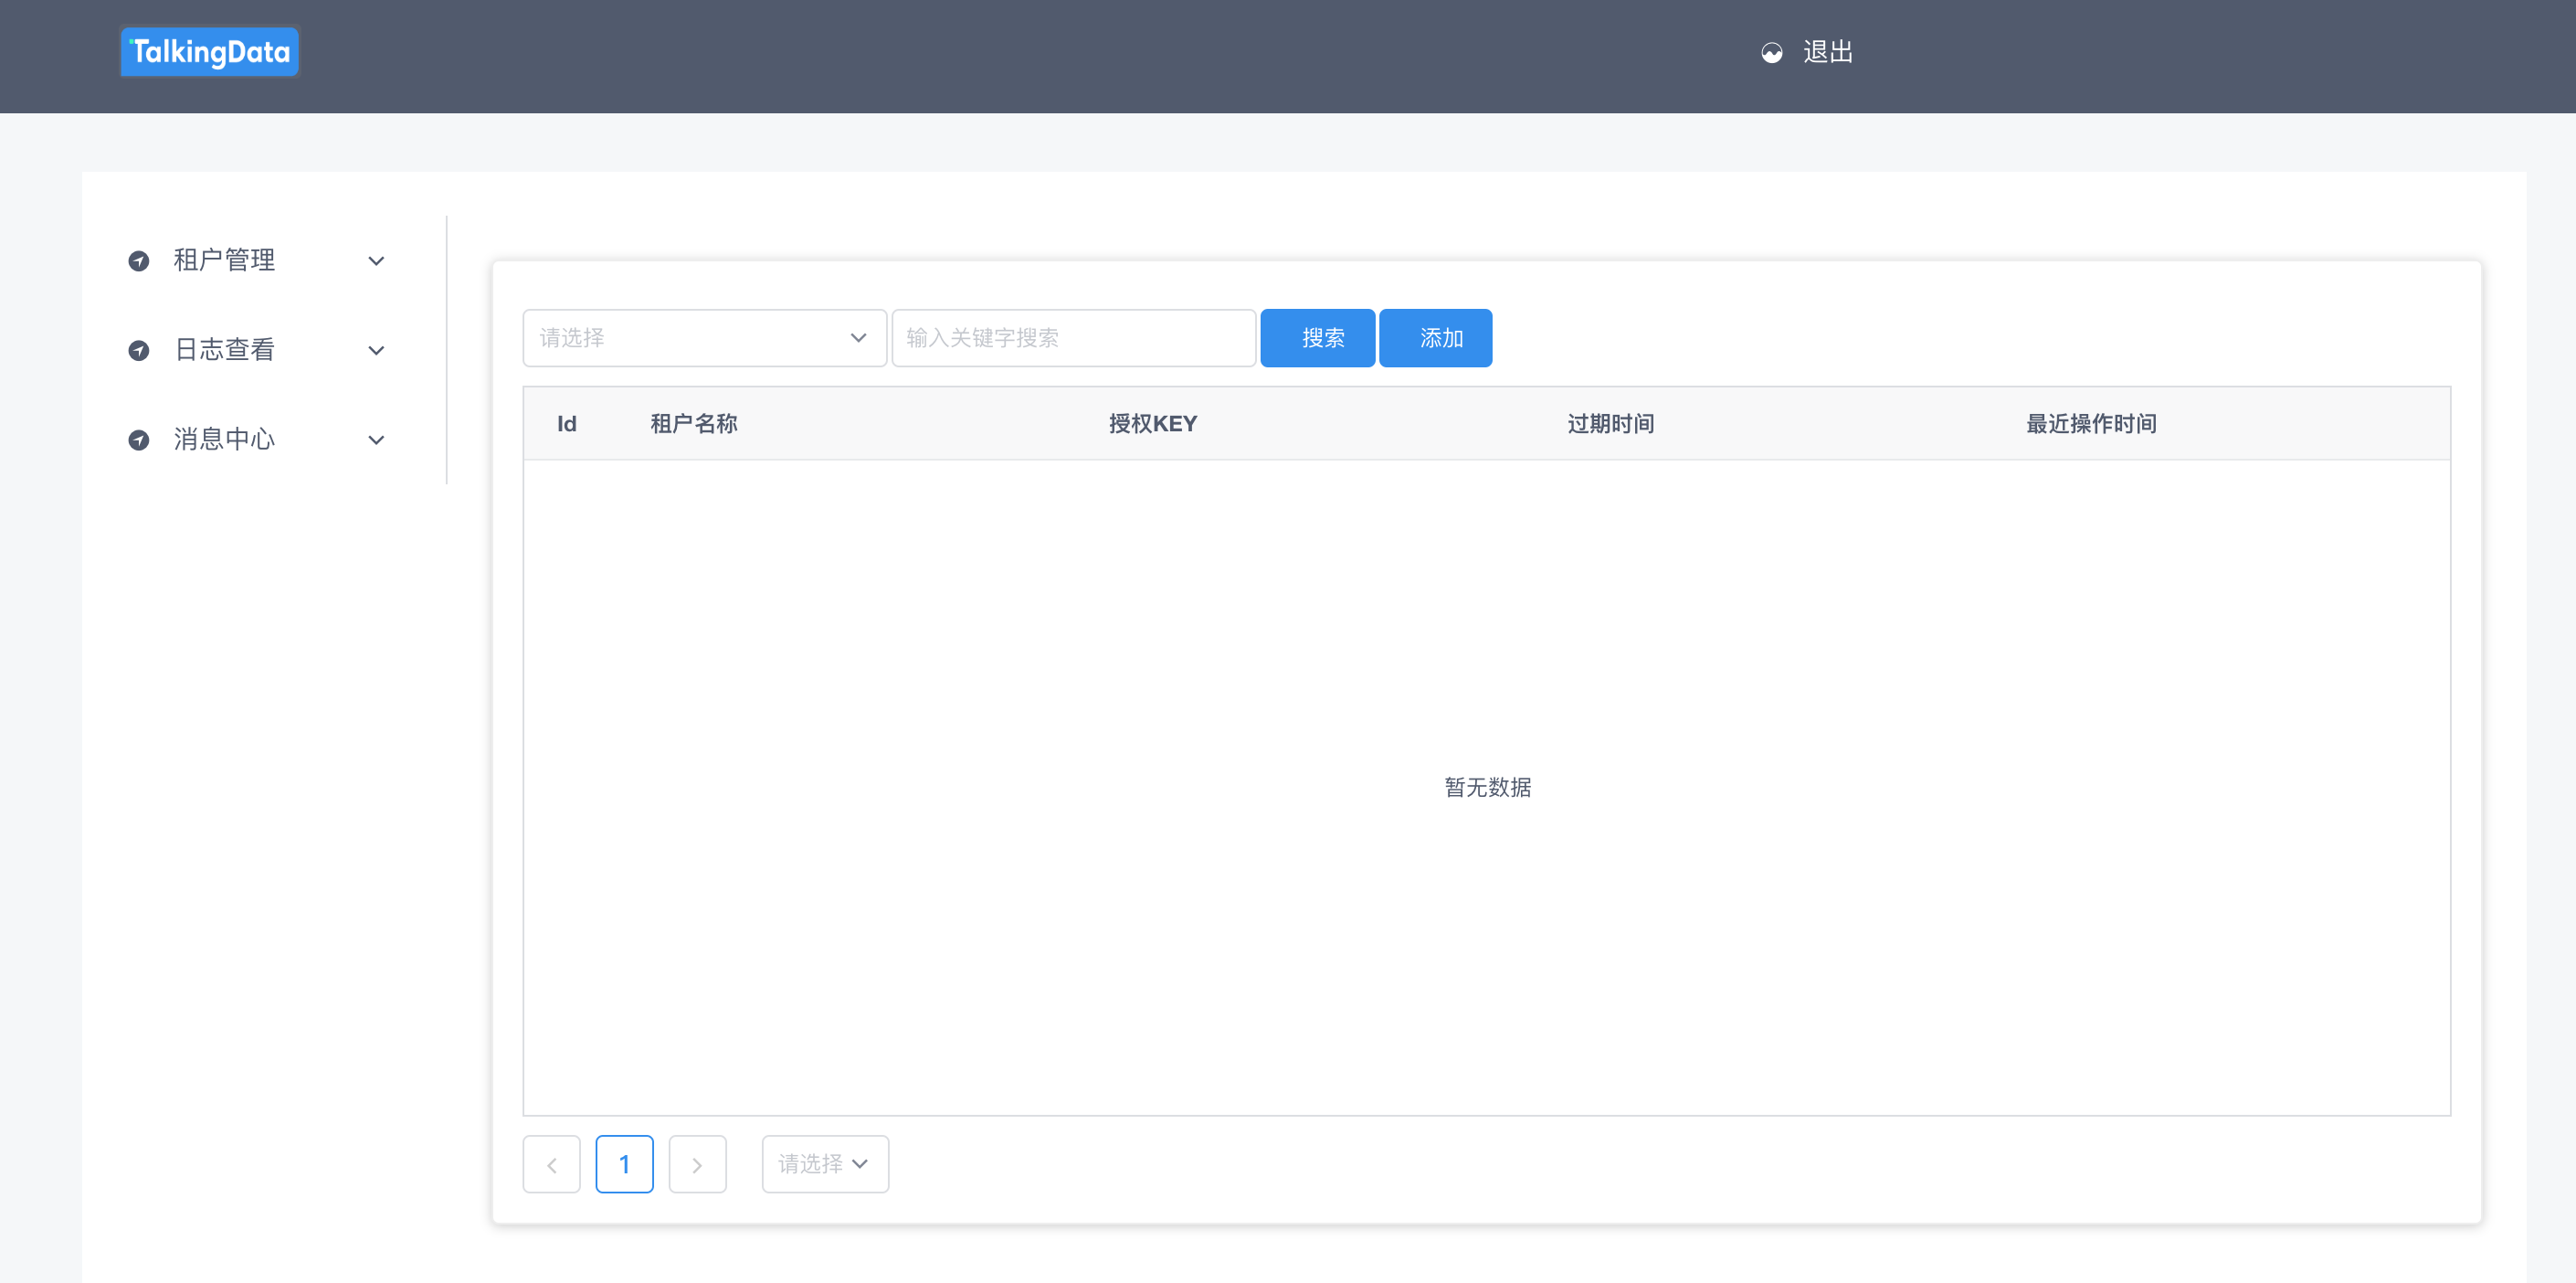 TalkingData
退出
租户管理
日志查看
消息中心
请选择 输入关键字搜索 搜索 添加
Id 租户名称 授权KEY 过期时间 最近操作时间
暂无数据
1 请选择